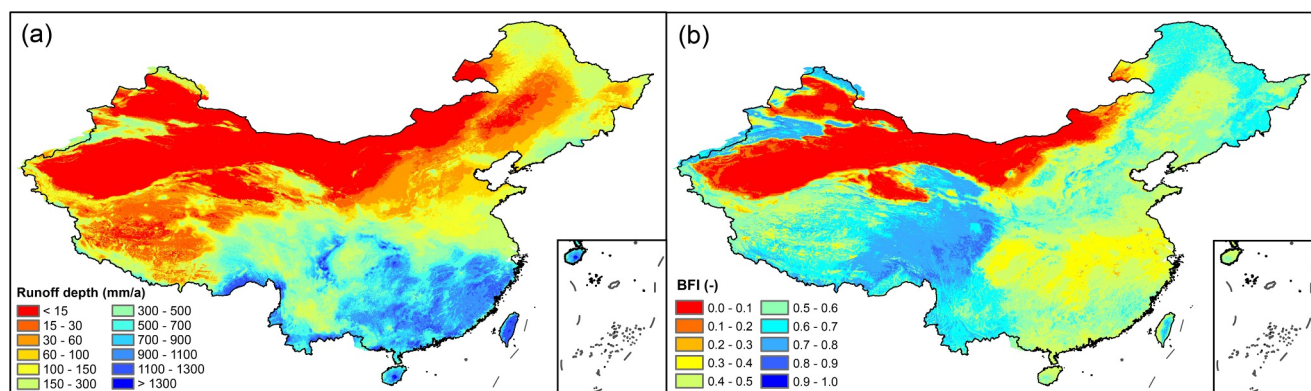 (a)
Runoff depth (mm/a)
< 15
15 - 30
30 - 60
60 - 100
100 - 150
150 - 300
300 - 500
500 - 700
700 - 900
900 - 1100
1100 - 1300
> 1300
(b)
BFI (-)
0.0 - 0.1
0.1 - 0.2
0.2 - 0.3
0.3 - 0.4
0.4 - 0.5
0.5 - 0.6
0.6 - 0.7
0.7 - 0.8
0.8 - 0.9
0.9 - 1.0